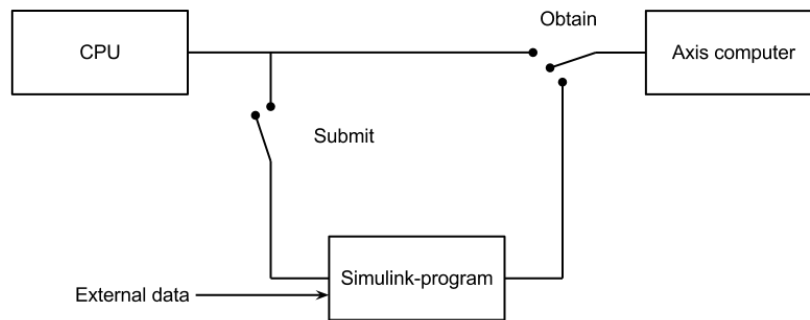 Obtain
CPU
Axis computer
Submit
Simulink-program
External data